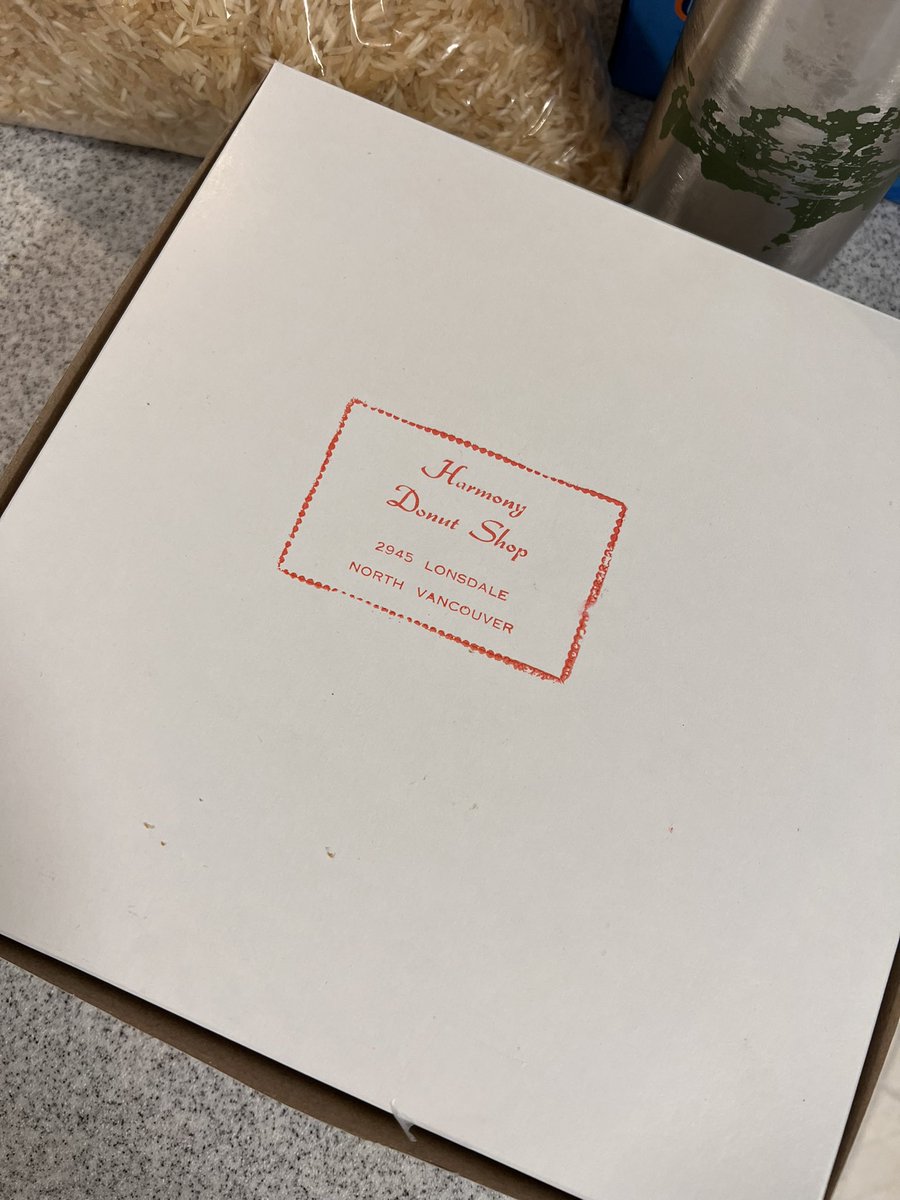 Harmony
Donut Shop
2945 LONSDALE
NORTH VANCOUVER